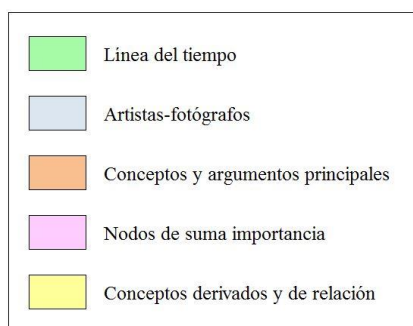 Línea del tiempo
Artistas-fotógrafos
Conceptos y argumentos principales
Nodos de suma importancia
Conceptos derivados y de relación